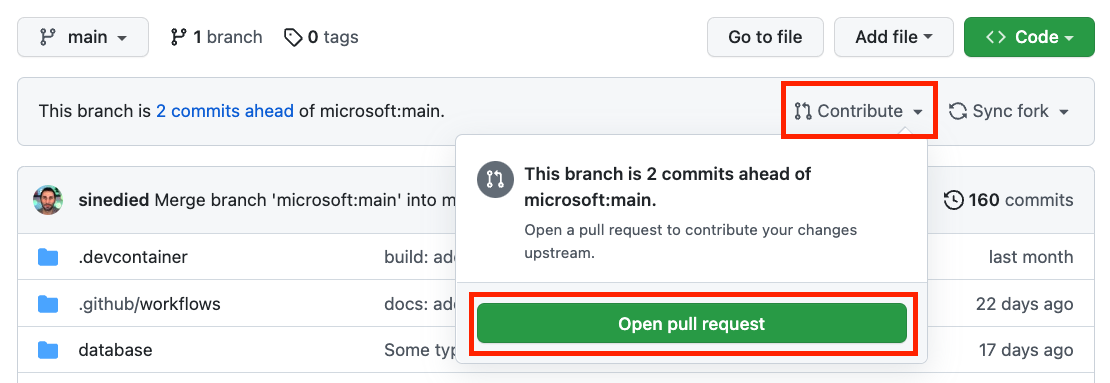 main 1 branch 0 tags Go to file Add file <> Code
This branch is 2 commits ahead of microsoft:main. Contribute Sync fork
This branch is 2 commits ahead of
microsoft:main.
Open a pull request to contribute your changes
upstream.
Open pull request
sinedied Merge branch 'microsoft:main' into m 160 commits
.devcontainer build: ad last month
.github/workflows docs: ad 22 days ago
database Some typ 17 days ago